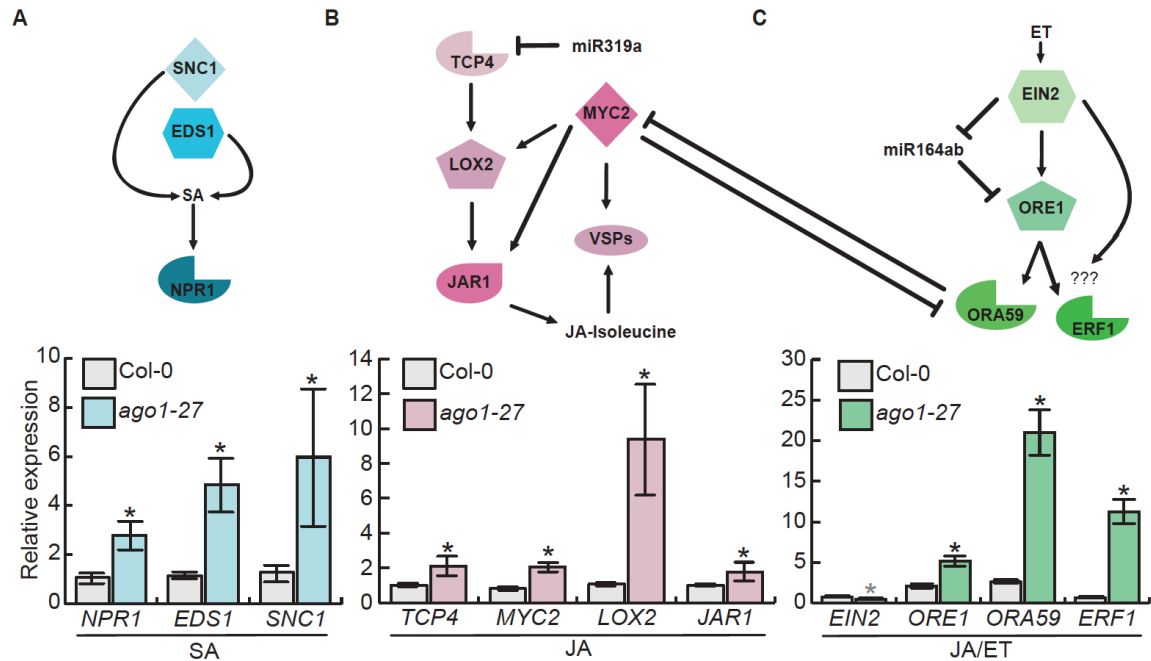 A
SNC1
EDS1
SA
NPR1
B
miR319a
TCP4
MYC2
LOX2
VSPs
JAR1
JA-Isoleucine
C
ET
EIN2
miR164ab
ORE1
???
ORA59
ERF1
Relative expression
10
8
6
4
2
0
Col-0
ago1-27
*
*
*
NPR1 EDS1 SNC1
SA
14
12
10
8
6
4
2
0
Col-0
ago1-27
*
*
*
*
TCP4 MYC2 LOX2 JAR1
JA
30
25
20
15
10
5
0
Col-0
ago1-27
*
*
*
*
EIN2 ORE1 ORA59 ERF1
JA/ET